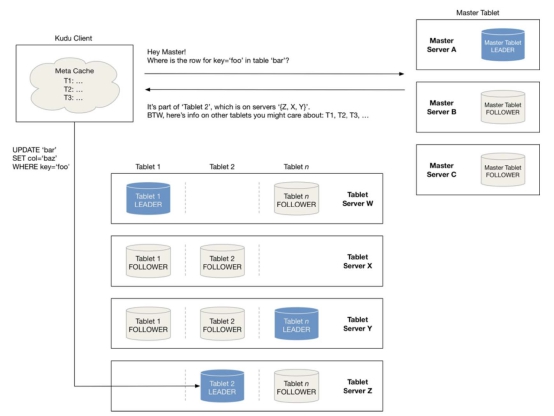 Master Tablet
Kudu Client
Meta Cache
T1: ...
T2: ...
T3: ...
Hey Master!
Where is the row for key='foo' in table 'bar'?
It's part of 'Tablet 2', which is on servers '{Z, X, Y}'.
BTW, here's info on other tablets you might care about: T1, T2, T3, ...
Master
Server A
Master Tablet
LEADER
Master
Server B
Master Tablet
FOLLOWER
Master
Server C
Master Tablet
FOLLOWER
UPDATE 'bar'
SET col='baz'
WHERE key='foo'
Tablet 1
Tablet 2
Tablet n
Tablet 1
LEADER
Tablet n
FOLLOWER
Tablet
Server W
Tablet 1
FOLLOWER
Tablet 2
FOLLOWER
Tablet
Server X
Tablet 1
FOLLOWER
Tablet 2
FOLLOWER
Tablet n
LEADER
Tablet
Server Y
Tablet 2
LEADER
Tablet n
FOLLOWER
Tablet
Server Z